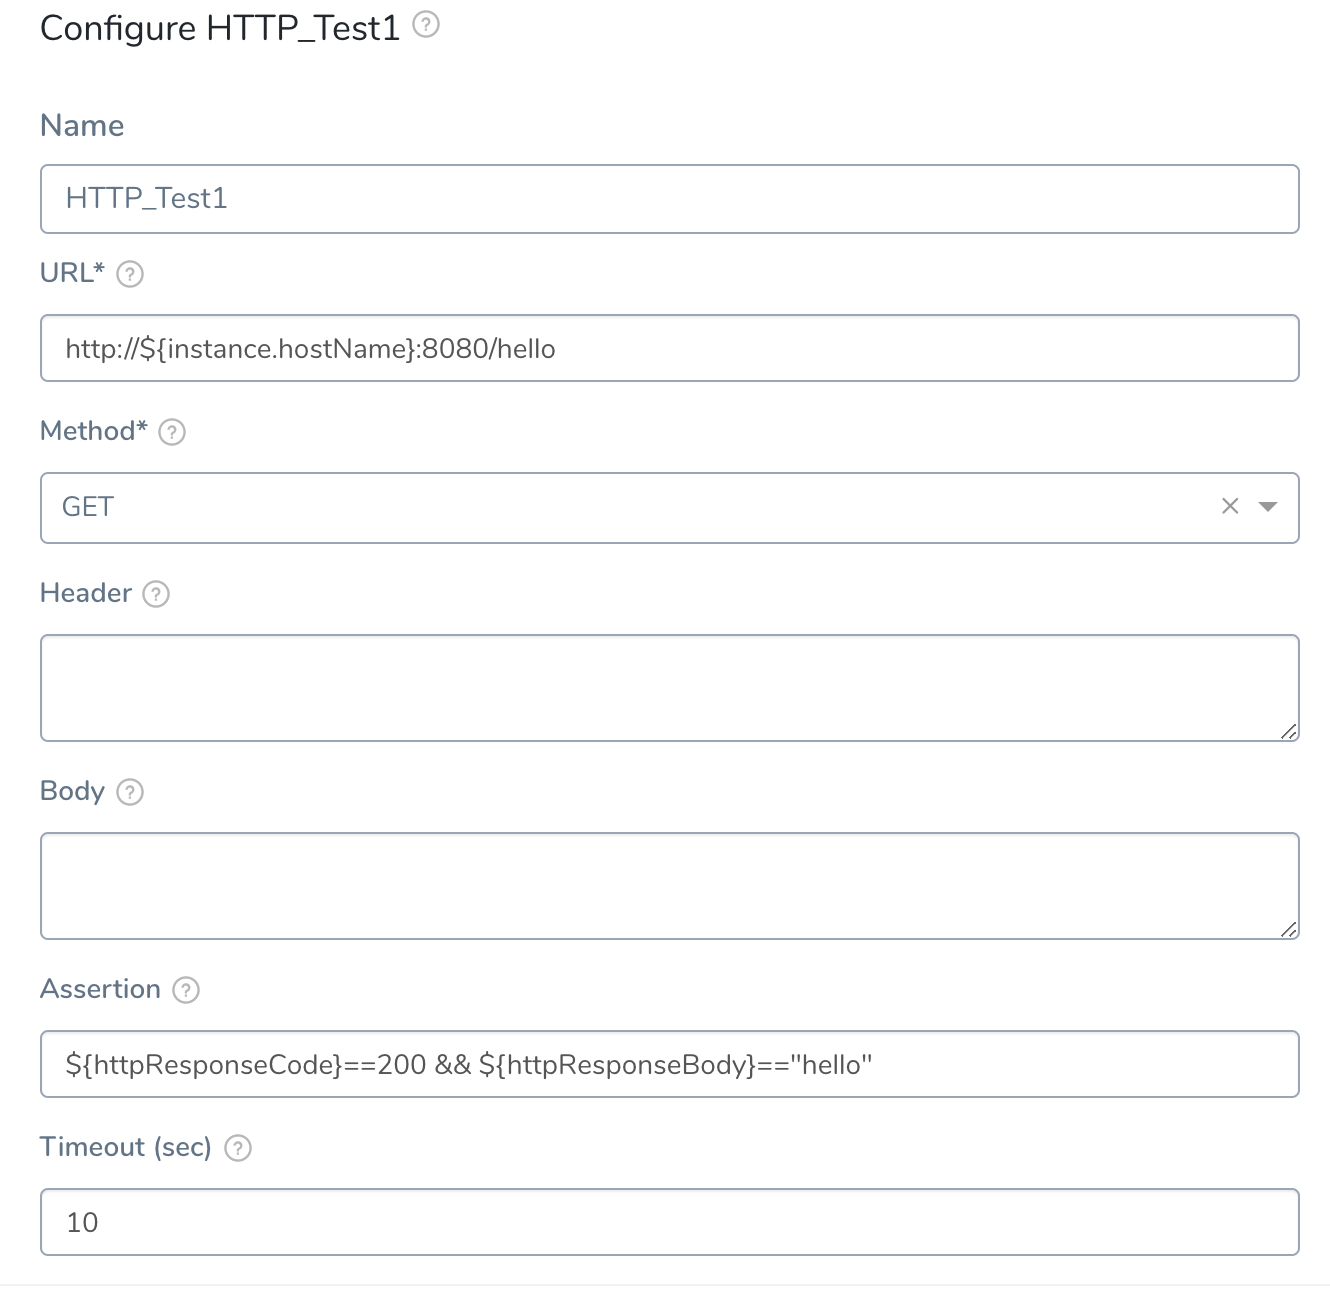 Configure HTTP_Test1 ?
Name
HTTP_Test1
URL* ?
http://${instance.hostName}:8080/hello
Method* ?
GET
Header ?
Body ?
Assertion ?
${httpResponseCode}==200 && ${httpResponseBody}=="hello"
Timeout (sec) ?
10